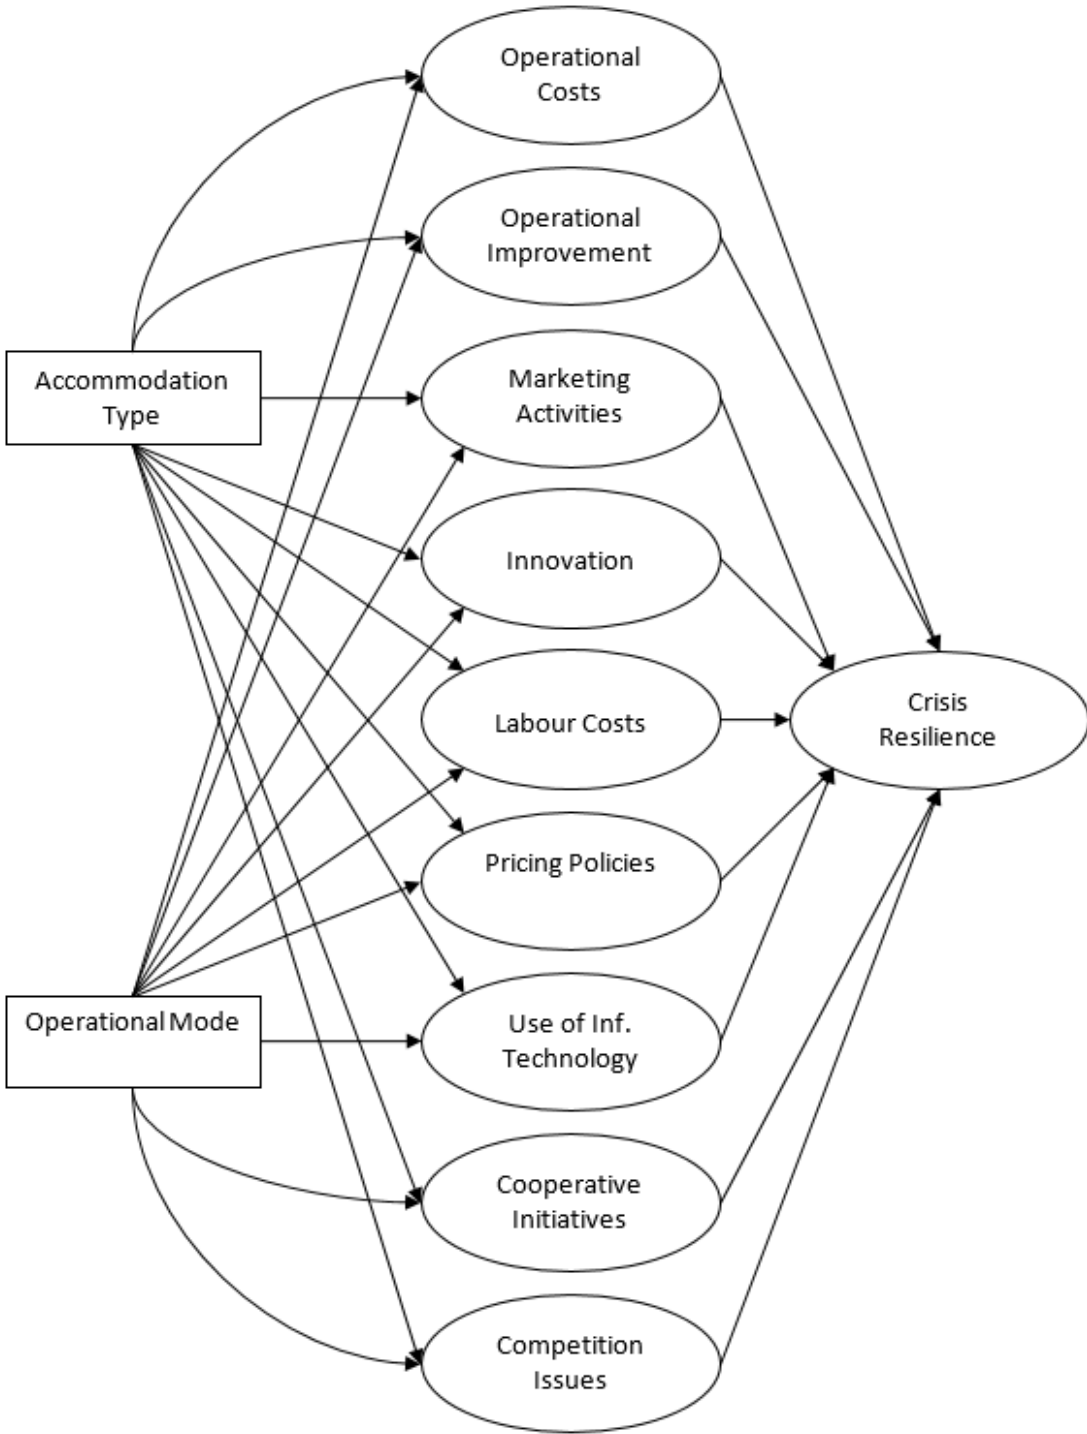 Operational
Costs
Operational
Improvement
Accommodation
Type
Marketing
Activities
Innovation
Labour Costs
Crisis
Resilience
Pricing Policies
Operational Mode
Use of Inf.
Technology
Cooperative
Initiatives
Competition
Issues